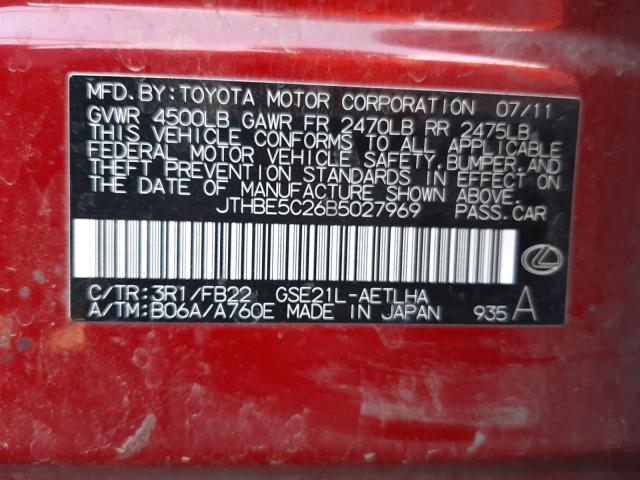 MFD. BY: TOYOTA MOTOR CORPORATION 07/11
GVWR 4500LB GAWR FR 2470LB RR 2475LB
THIS VEHICLE CONFORMS TO ALL APPLICABLE
FEDERAL MOTOR VEHICLE SAFETY, BUMPER, AND
THEFT PREVENTION STANDARDS IN EFFECT ON
THE DATE OF MANUFACTURE SHOWN ABOVE.
JTHBE5C26B5027969 PASS. CAR
C/TR: 3R1/FB22 GSE21L-AETLHA
A/TM: B06A/A760E MADE IN JAPAN 935 A